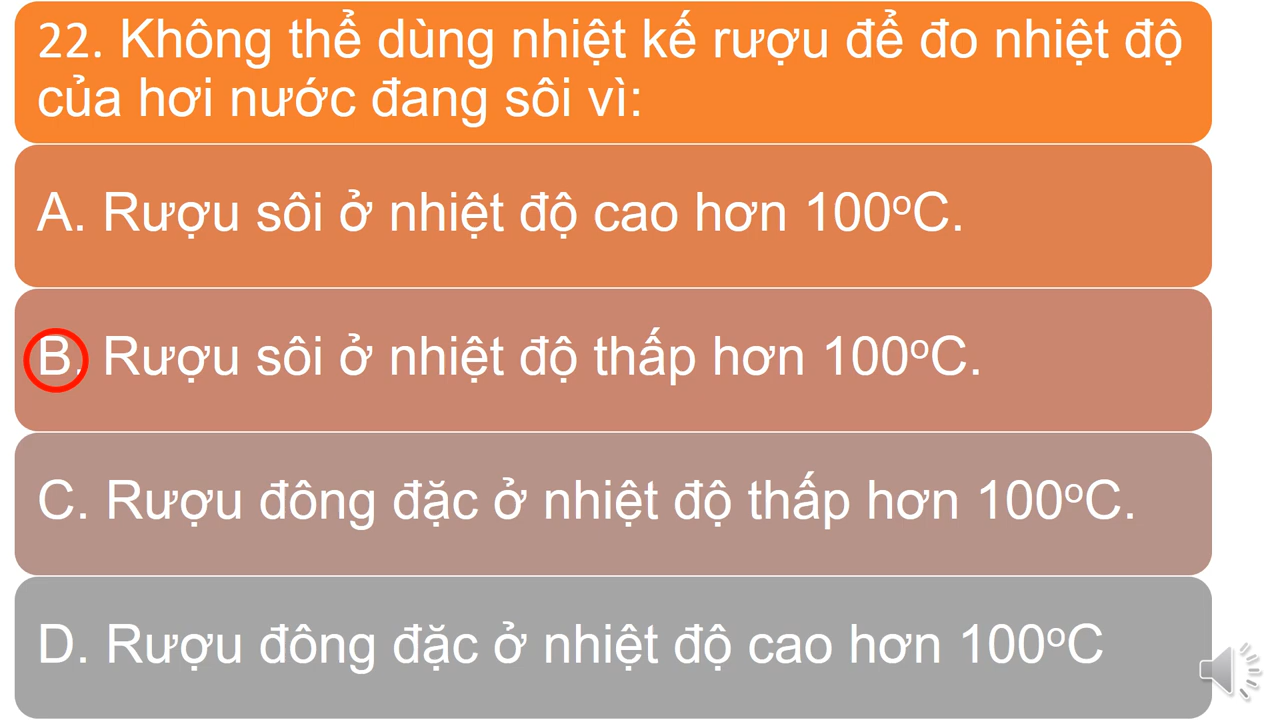 22. Không thể dùng nhiệt kế rượu để đo nhiệt độ
của hơi nước đang sôi vì:
A. Rượu sôi ở nhiệt độ cao hơn 100ºC.
B. Rượu sôi ở nhiệt độ thấp hơn 100ºC.
C. Rượu đông đặc ở nhiệt độ thấp hơn 100ºC.
D. Rượu đông đặc ở nhiệt độ cao hơn 100ºC